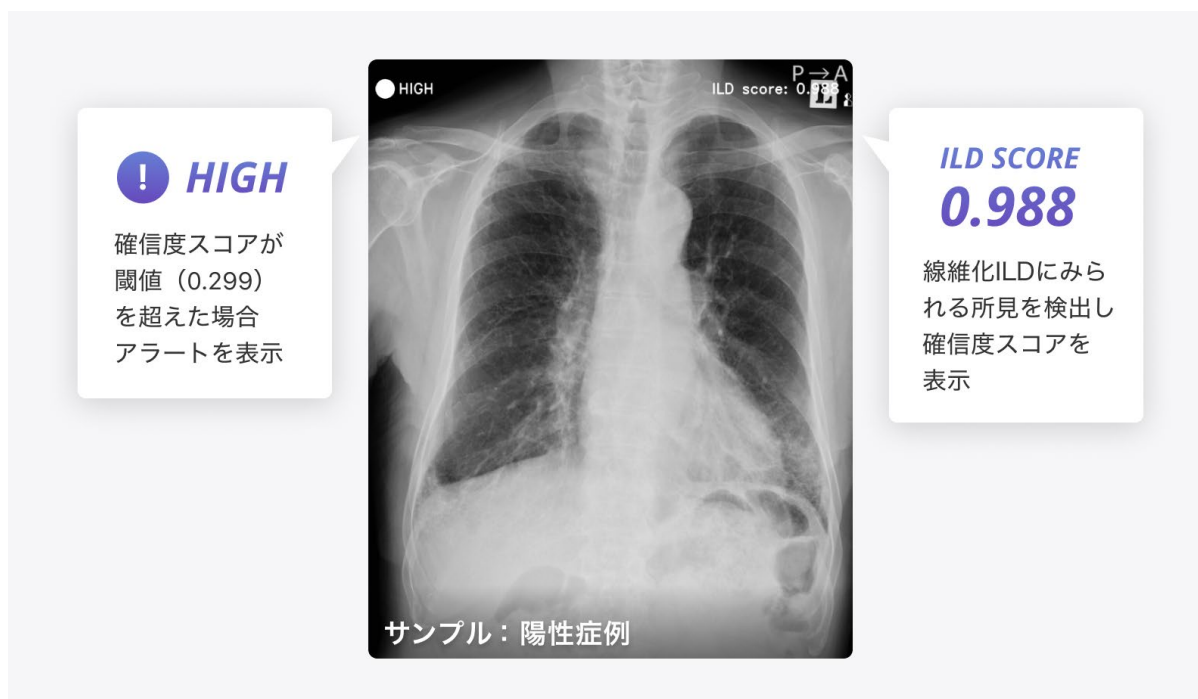 HIGH
確信度スコアが
閾値（0.299）
を超えた場合
アラートを表示
HIGH
P→A
ILD score: 0.988
L
サンプル：陽性症例
ILD SCORE
0.988
線維化ILDにみら
れる所見を検出し
確信度スコアを
表示